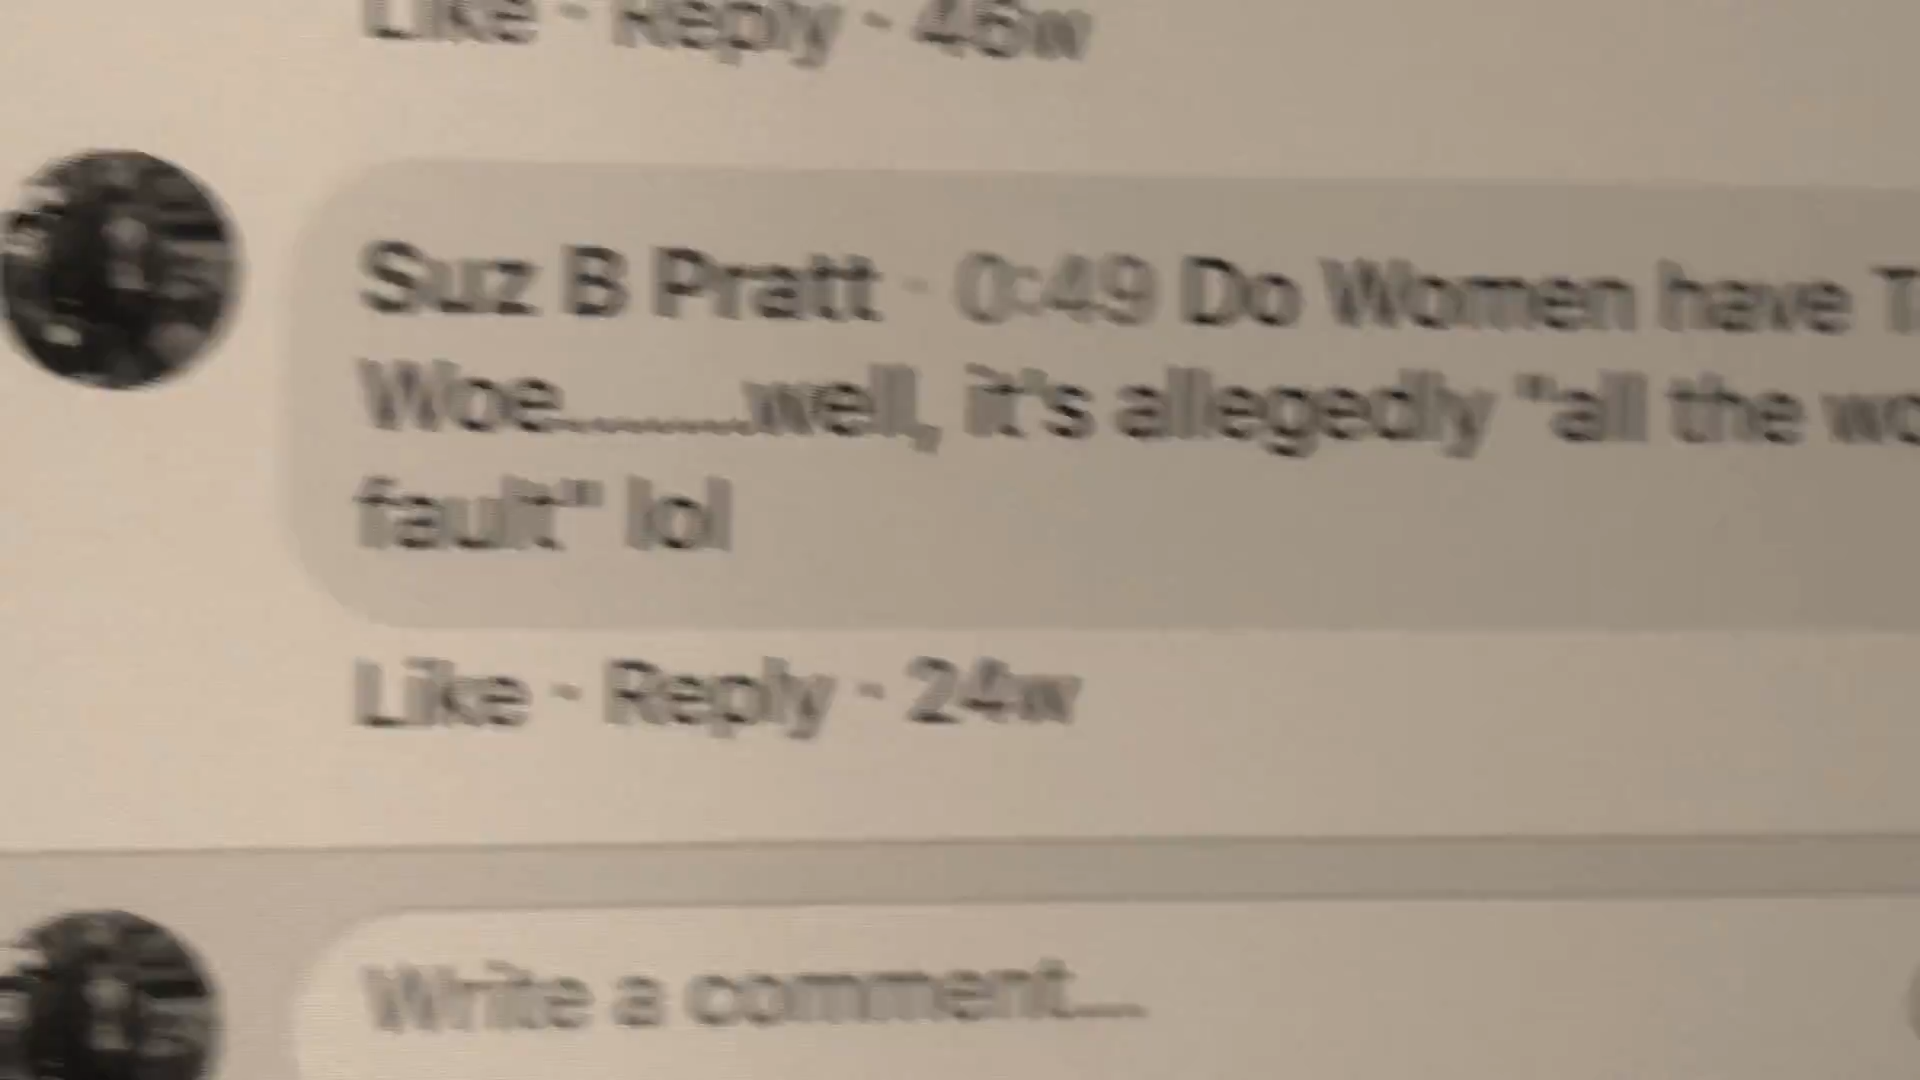 Like · Reply · 46w
Suz B Pratt · 0:49 Do Women have
Woe.........well, it's allegedly "all the
fault" lol
Like · Reply · 24w
Write a comment...